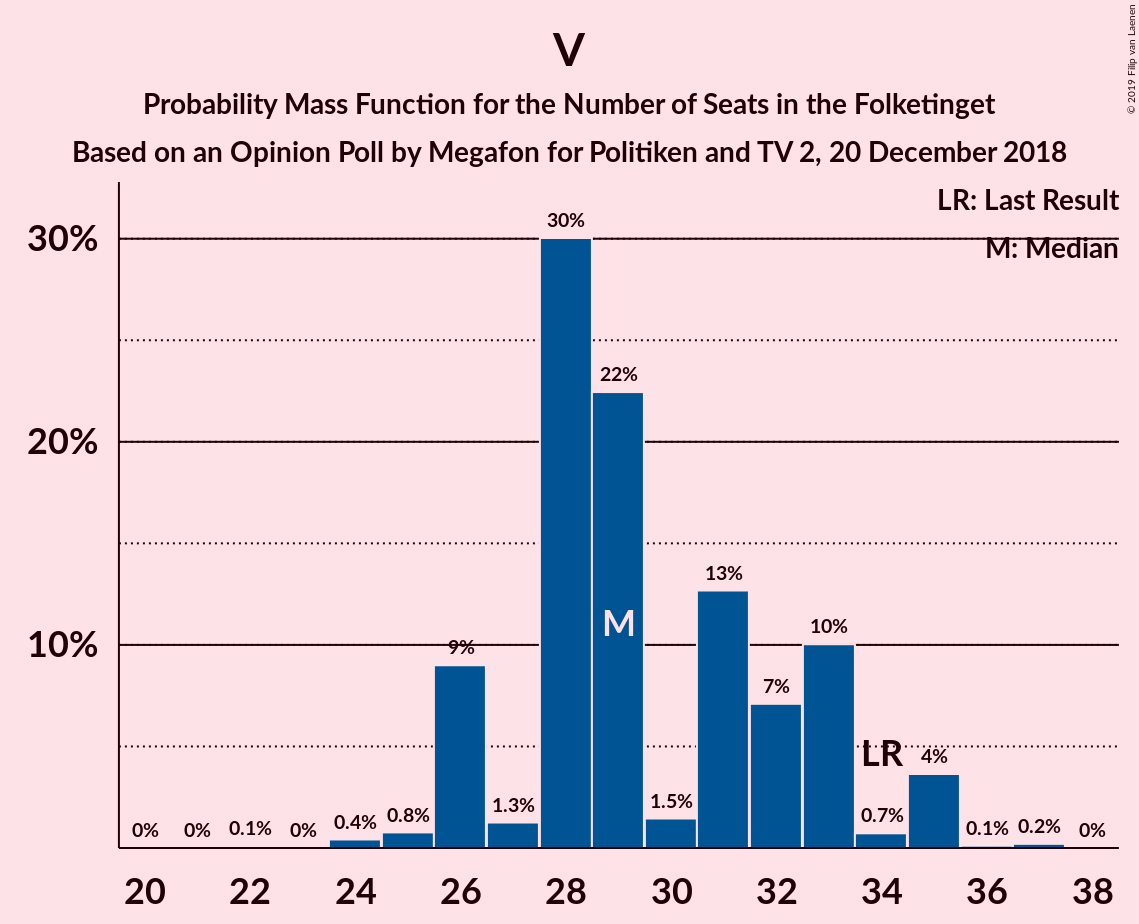 V
Probability Mass Function for the Number of Seats in the Folketinget
Based on an Opinion Poll by Megafon for Politiken and TV 2, 20 December 2018
© 2019 Filip van Laenen
LR: Last Result
M: Median
30%
20%
10%
0%
0%
0.1%
0%
0.4%
0.8%
9%
1.3%
30%
22%
M
1.5%
13%
7%
10%
LR
0.7%
4%
0.1%
0.2%
0%
20 22 24 26 28 30 32 34 36 38